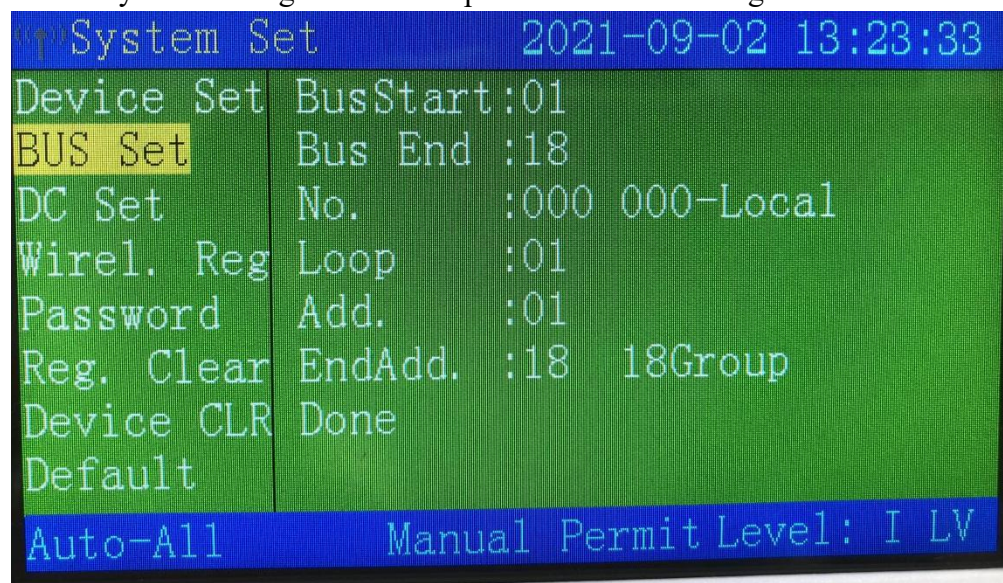 System Set 2021-09-02 13:23:33
Device Set BusStart:01
BUS Set Bus End :18
DC Set No. :000 000-Local
Wirel. Reg Loop :01
Password Add. :01
Reg. Clear EndAdd. :18 18Group
Device CLR Done
Default
Auto-All Manual Permit Level: I LV